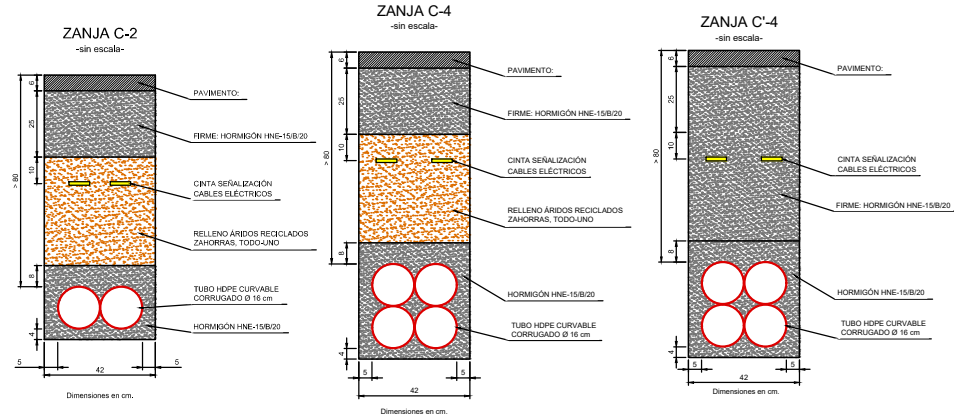 ZANJA C-2
-sin escala-
6
25
10
> 80
8
4
5
5
42
PAVIMENTO:
FIRME: HORMIGÓN HNE-15/B/20
CINTA SEÑALIZACIÓN
CABLES ELÉCTRICOS
RELLENO ÁRIDOS RECICLADOS
ZAHORRAS, TODO-UNO
TUBO HDPE CURVABLE
CORRUGADO Ø 16 cm
HORMIGÓN HNE-15/B/20
Dimensiones en cm.
ZANJA C-4
-sin escala-
6
25
10
> 80
8
4
5
5
42
PAVIMENTO:
FIRME: HORMIGÓN HNE-15/B/20
CINTA SEÑALIZACIÓN
CABLES ELÉCTRICOS
RELLENO ÁRIDOS RECICLADOS
ZAHORRAS, TODO-UNO
HORMIGÓN HNE-15/B/20
TUBO HDPE CURVABLE
CORRUGADO Ø 16 cm
Dimensiones en cm.
ZANJA C'-4
-sin escala-
6
25
10
> 80
8
4
5
5
42
PAVIMENTO:
CINTA SEÑALIZACIÓN
CABLES ELÉCTRICOS
FIRME: HORMIGÓN HNE-15/B/20
HORMIGÓN HNE-15/B/20
TUBO HDPE CURVABLE
CORRUGADO Ø 16 cm
Dimensiones en cm.